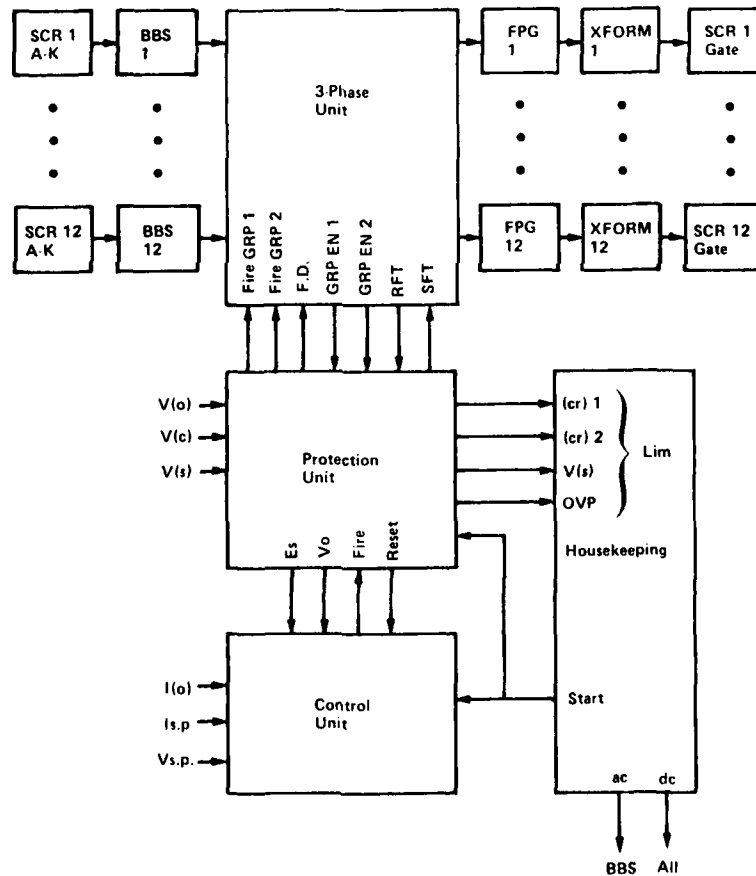 SCR 1
A-K
BBS
1
3-Phase
Unit
FPG
1
XFORM
1
SCR 1
Gate
SCR 12
A-K
BBS
12
FPG
12
XFORM
12
SCR 12
Gate
Fire GRP 1
Fire GRP 2
F.D.
GRP EN 1
GRP EN 2
RFT
SFT
V(o)
V(c)
V(s)
Protection
Unit
Es
Vo
Fire
Reset
(cr) 1
(cr) 2
V(s)
OVP
Lim
Housekeeping
Start
I(o)
Is.p
Vs.p.
Control
Unit
ac
dc
BBS
All